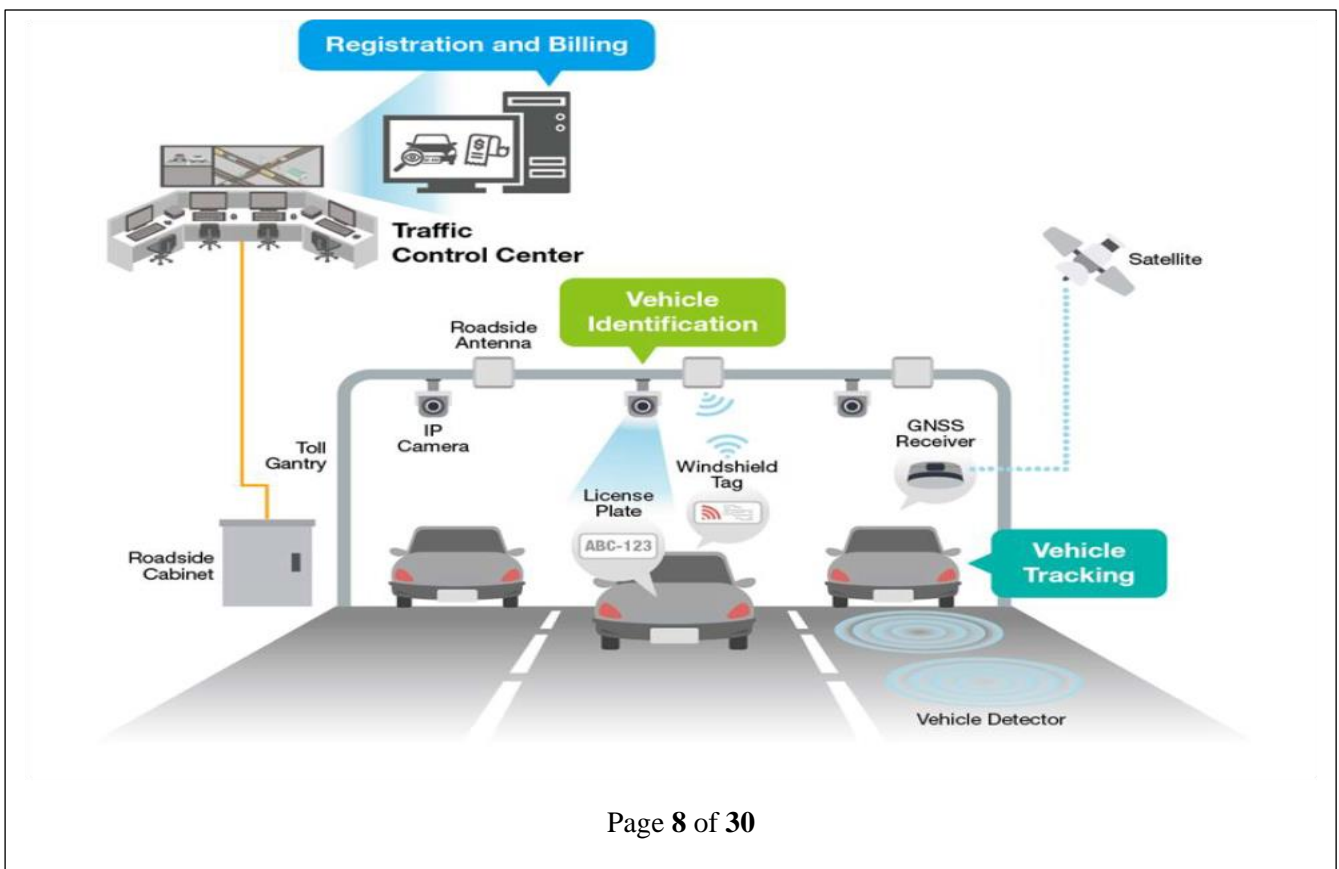 Registration and Billing
Traffic
Control Center
Satellite
Vehicle
Identification
Roadside
Antenna
IP
Camera
GNSS
Receiver
Toll
Gantry
Windshield
Tag
License
Plate
ABC-123
Roadside
Cabinet
Vehicle
Tracking
Vehicle Detector
Page 8 of 30